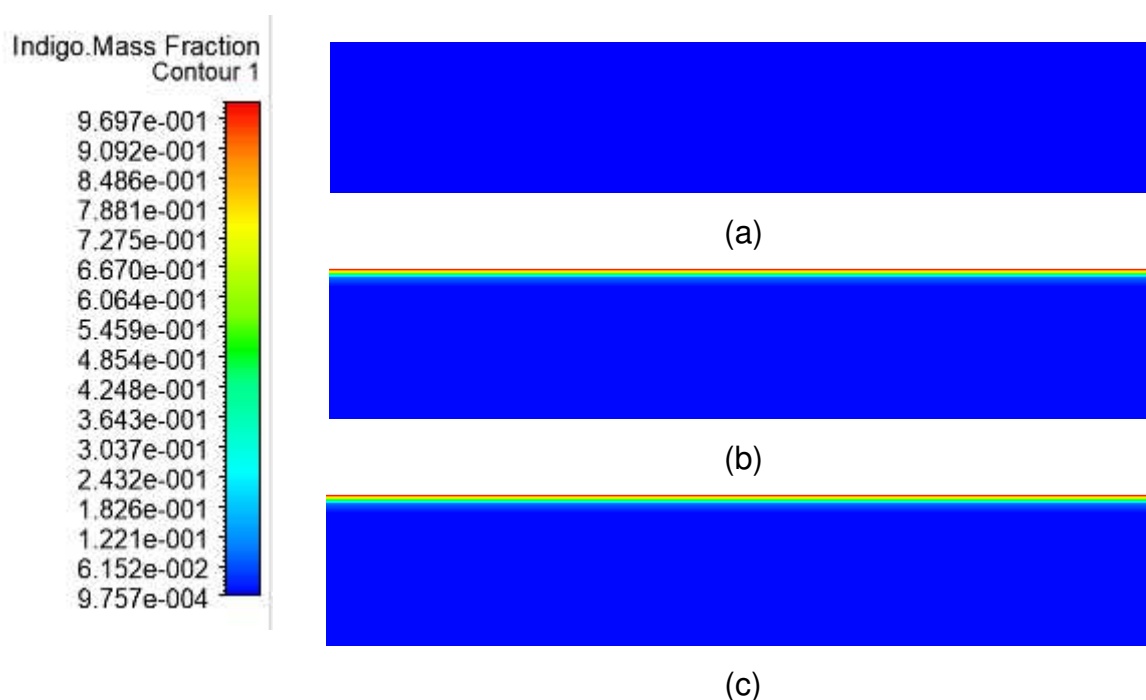 Indigo.Mass Fraction
Contour 1
9.697e-001
9.092e-001
8.486e-001
7.881e-001
7.275e-001
6.670e-001
6.064e-001
5.459e-001
4.854e-001
4.248e-001
3.643e-001
3.037e-001
2.432e-001
1.826e-001
1.221e-001
6.152e-002
9.757e-004
(a)
(b)
(c)